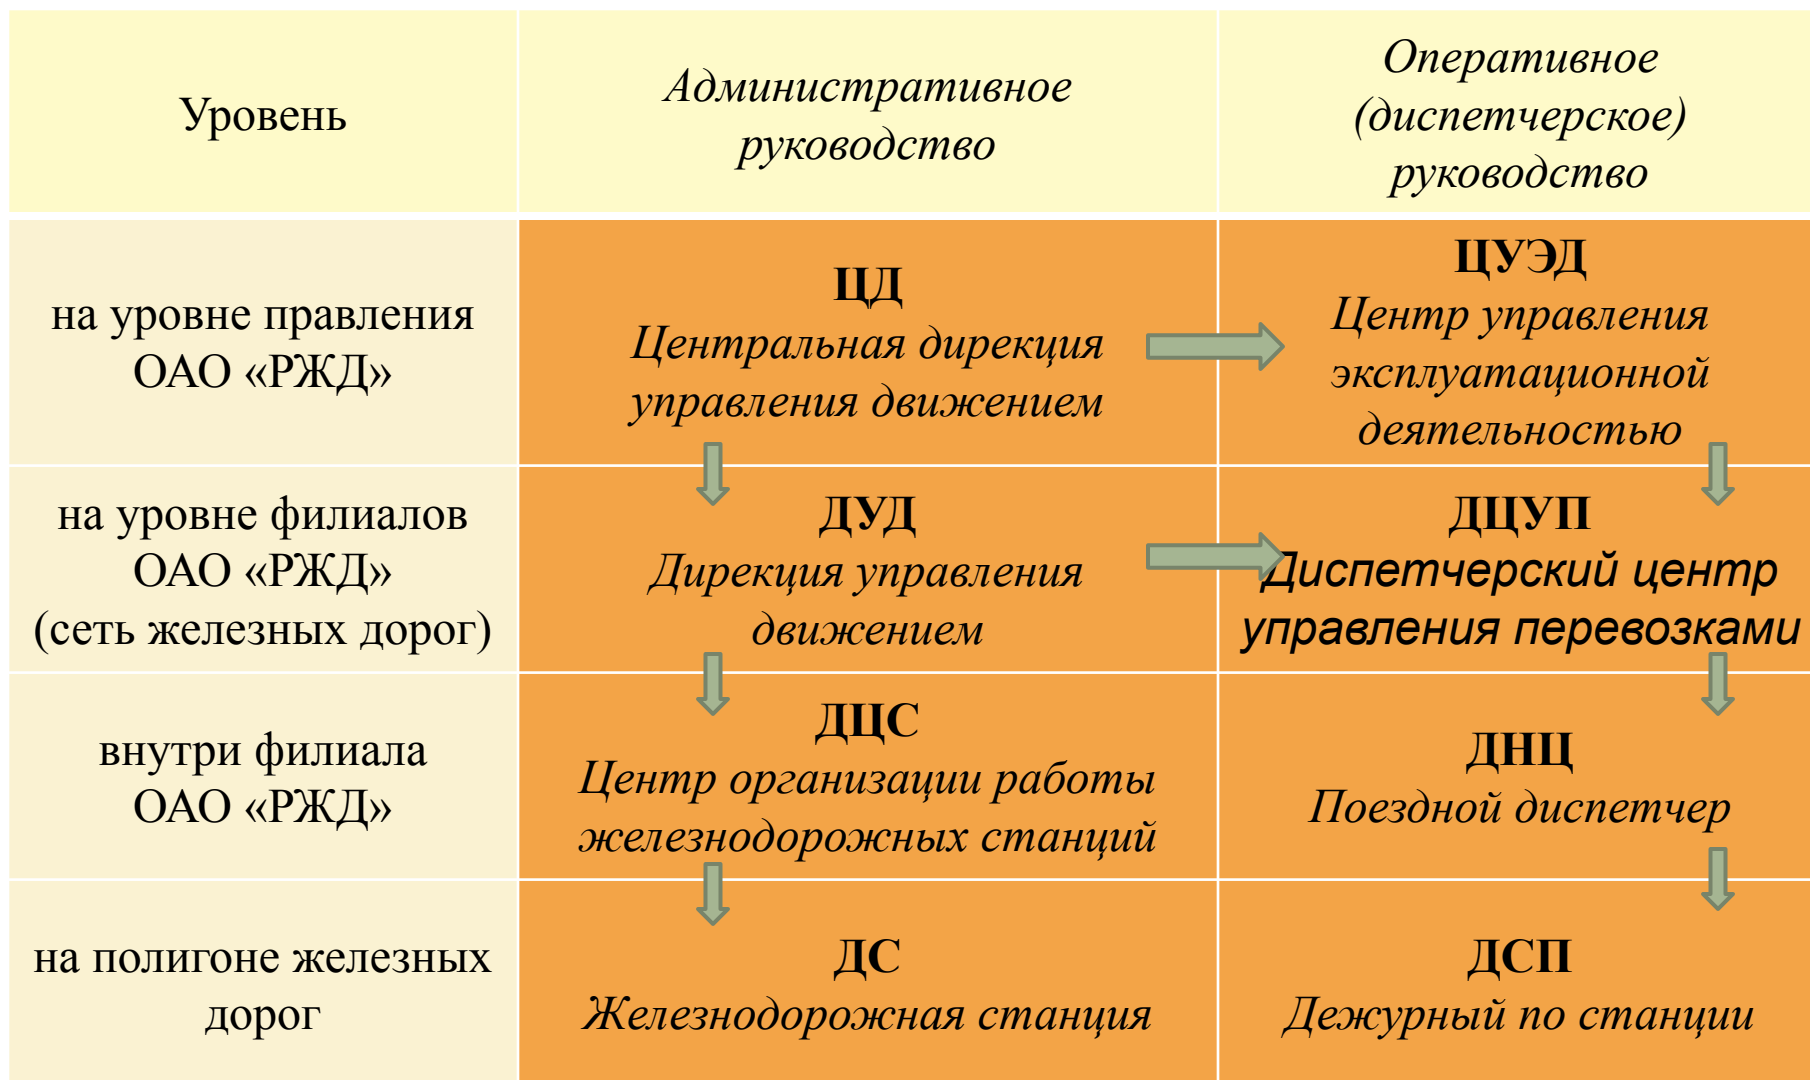 Уровень
Административное
руководство
Оперативное
(диспетчерское)
руководство
на уровне правления
ОАО «РЖД»
ЦД
Центральная дирекция
управления движением
ЦУЭД
Центр управления
эксплуатационной
деятельностью
на уровне филиалов
ОАО «РЖД»
(сеть железных дорог)
ДУД
Дирекция управления
движением
ДЦУП
Диспетчерский центр
управления перевозками
внутри филиала
ОАО «РЖД»
ДЦС
Центр организации работы
железнодорожных станций
ДНЦ
Поездной диспетчер
на полигоне железных
дорог
ДС
Железнодорожная станция
ДСП
Дежурный по станции